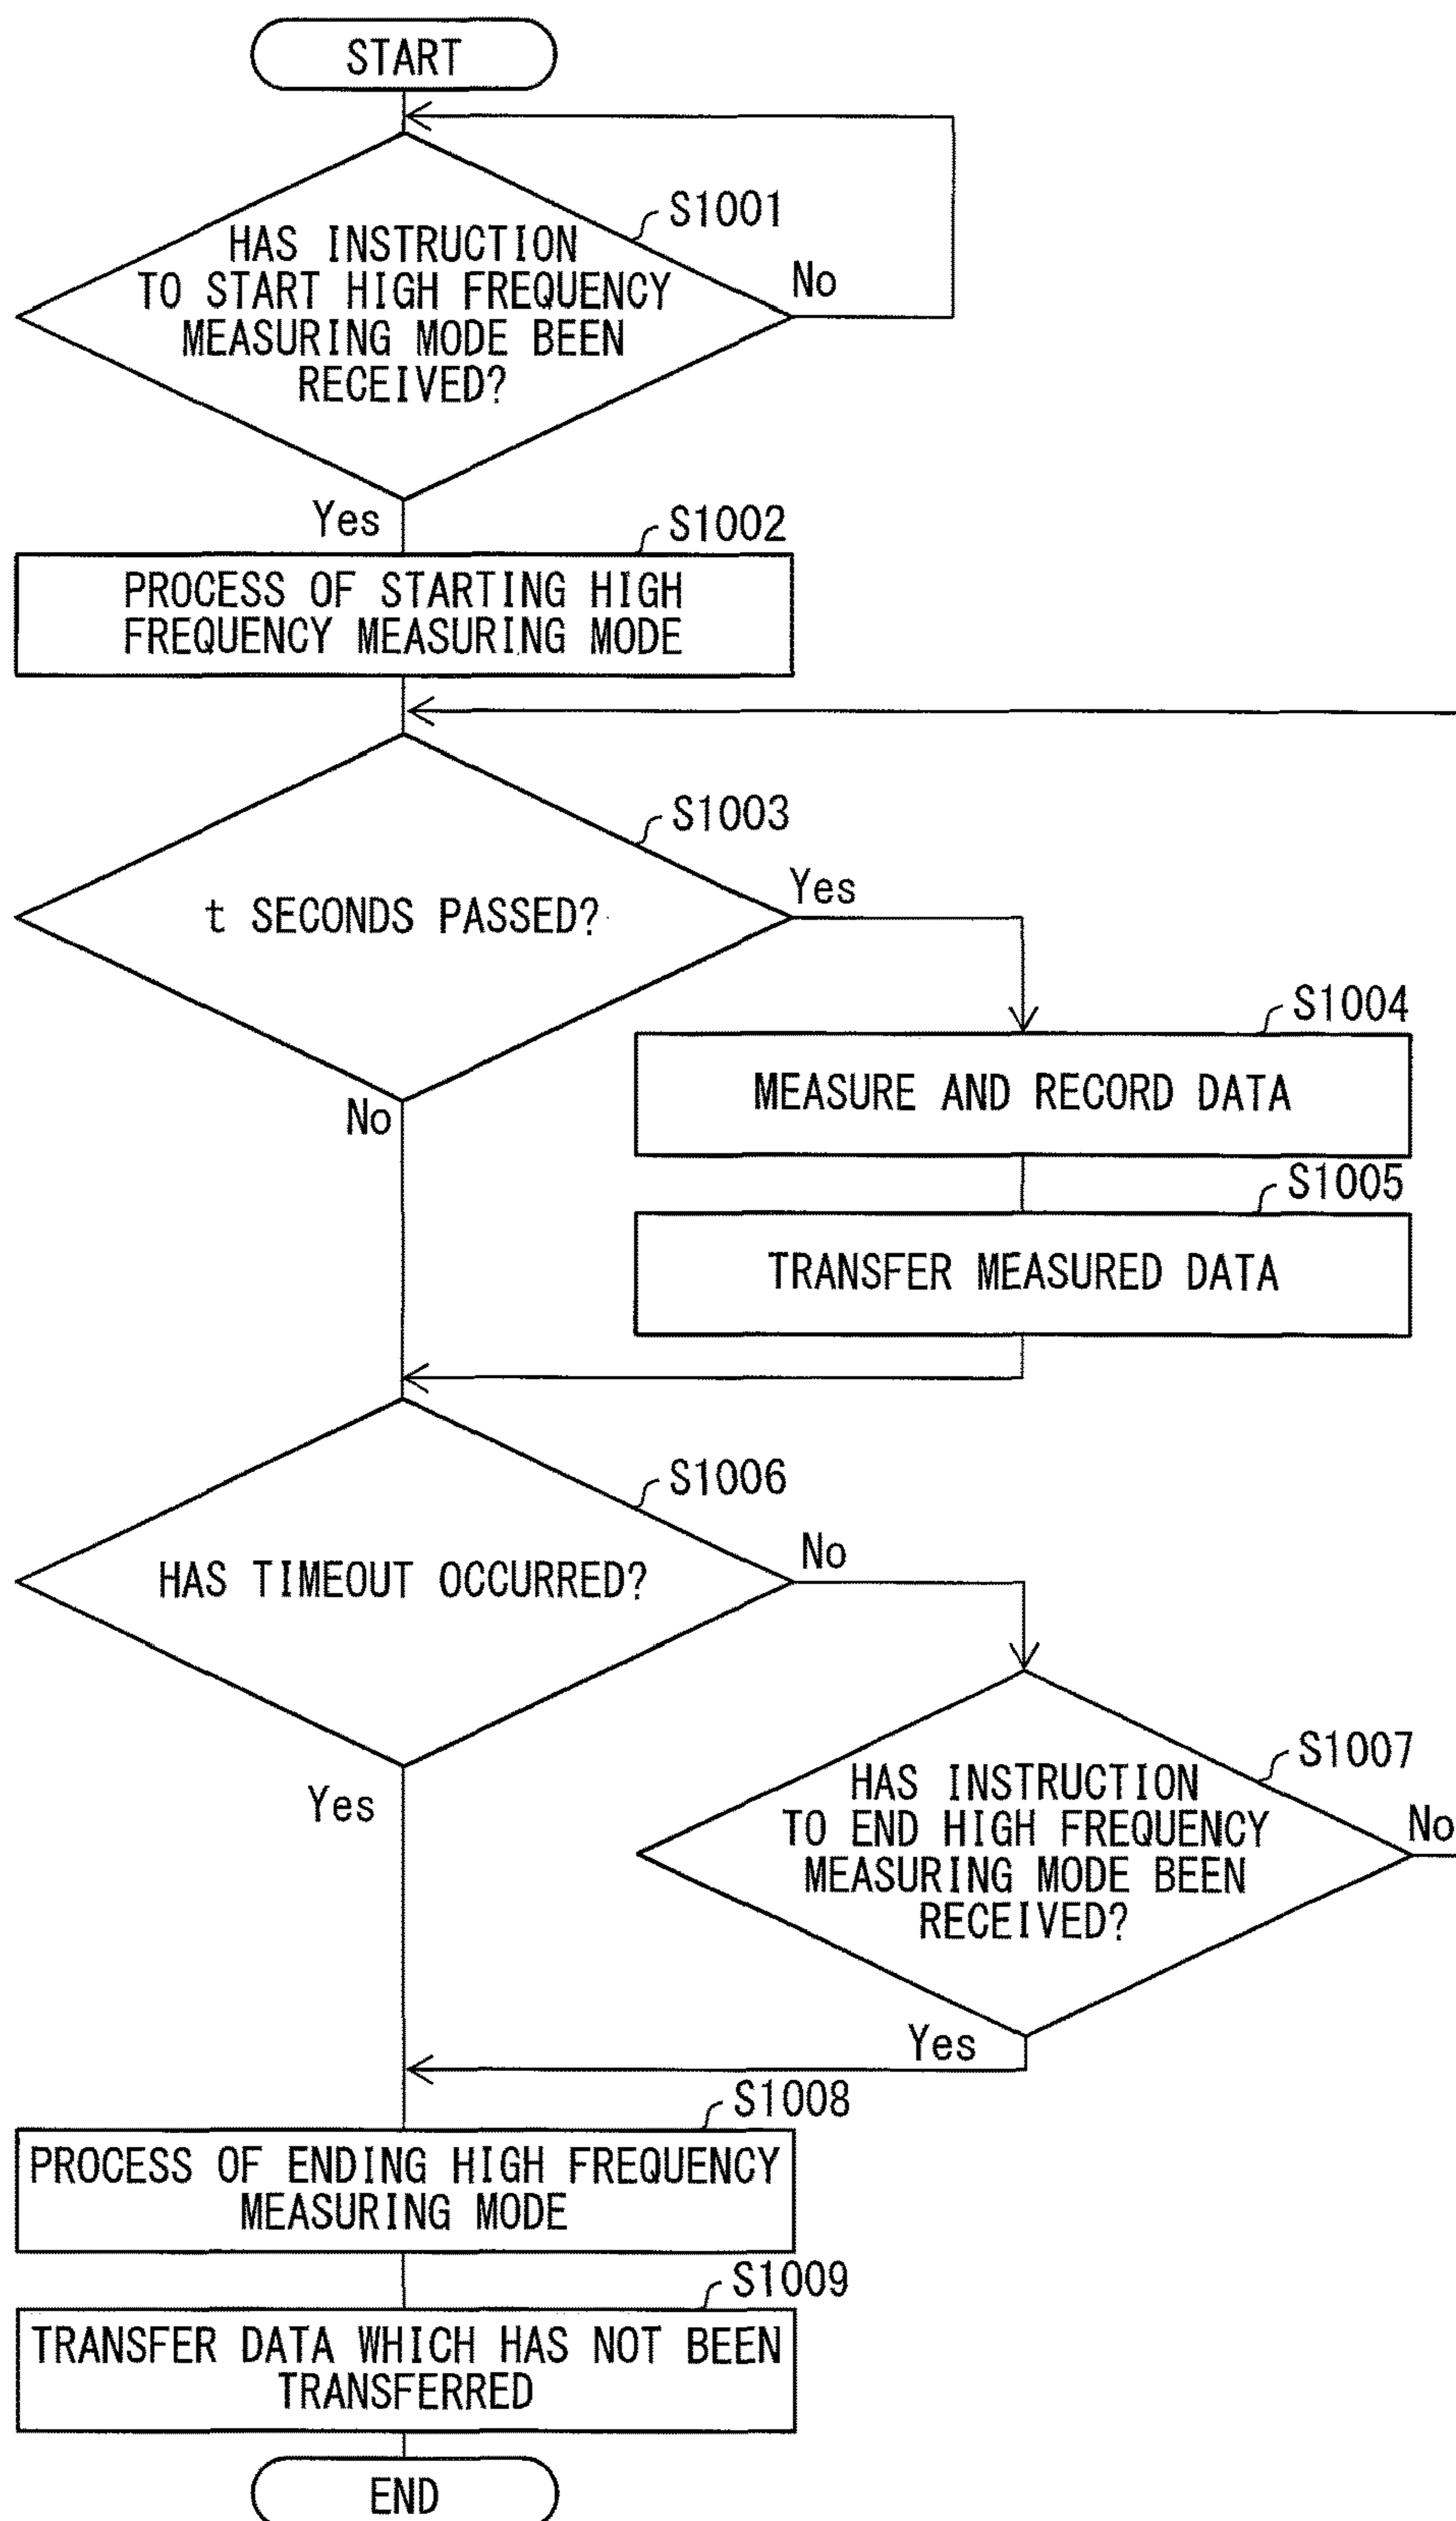 START
S1001
HAS INSTRUCTION
TO START HIGH FREQUENCY
MEASURING MODE BEEN
RECEIVED?
No
Yes
S1002
PROCESS OF STARTING HIGH
FREQUENCY MEASURING MODE
S1003
t SECONDS PASSED?
Yes
No
S1004
MEASURE AND RECORD DATA
S1005
TRANSFER MEASURED DATA
S1006
HAS TIMEOUT OCCURRED?
No
Yes
S1007
HAS INSTRUCTION
TO END HIGH FREQUENCY
MEASURING MODE BEEN
RECEIVED?
No
Yes
S1008
PROCESS OF ENDING HIGH FREQUENCY
MEASURING MODE
S1009
TRANSFER DATA WHICH HAS NOT BEEN
TRANSFERRED
END